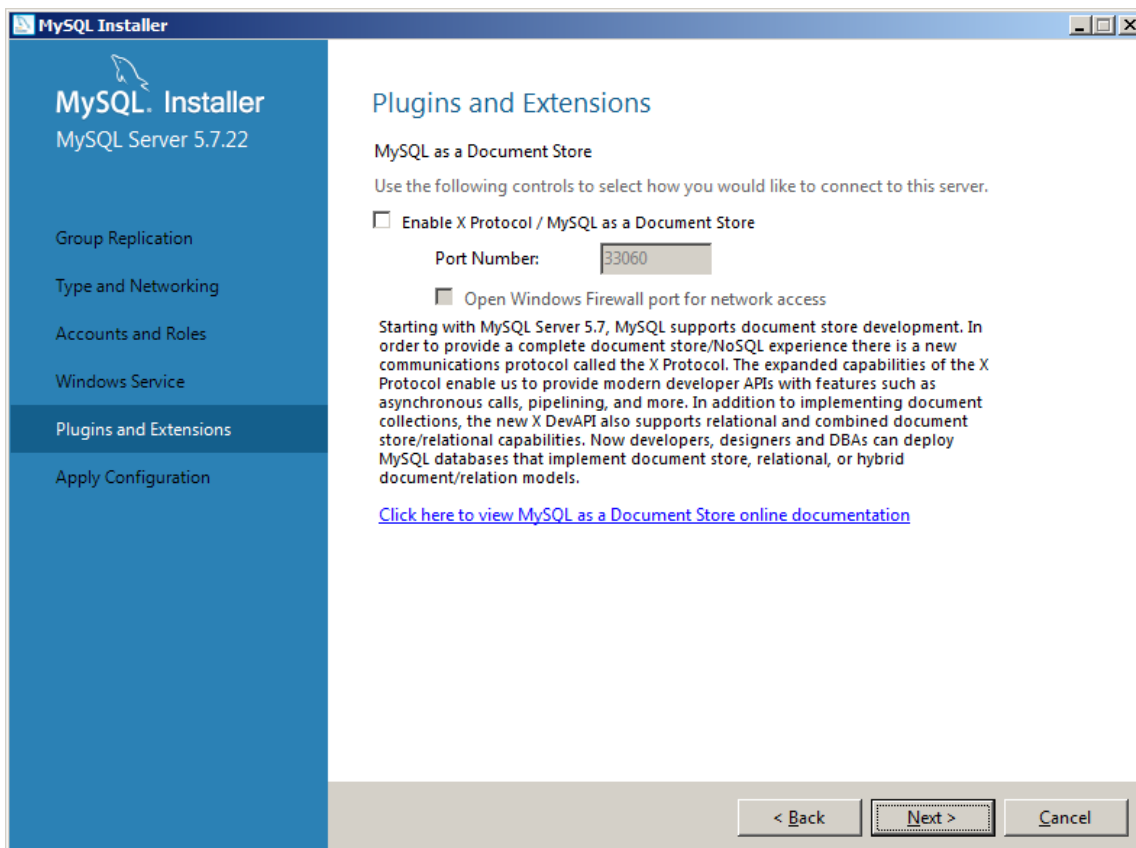 MySQL Installer
MySQL. Installer
MySQL Server 5.7.22
Group Replication
Type and Networking
Accounts and Roles
Windows Service
Plugins and Extensions
Apply Configuration
Plugins and Extensions
MySQL as a Document Store
Use the following controls to select how you would like to connect to this server.
Enable X Protocol / MySQL as a Document Store
Port Number: 33060
Open Windows Firewall port for network access
Starting with MySQL Server 5.7, MySQL supports document store development. In
order to provide a complete document store/NoSQL experience there is a new
communications protocol called the X Protocol. The expanded capabilities of the X
Protocol enable us to provide modern developer APIs with features such as
asynchronous calls, pipelining, and more. In addition to implementing document
collections, the new X DevAPI also supports relational and combined document
store/relational capabilities. Now developers, designers and DBAs can deploy
MySQL databases that implement document store, relational, or hybrid
document/relation models.
Click here to view MySQL as a Document Store online documentation
< Back Next > Cancel